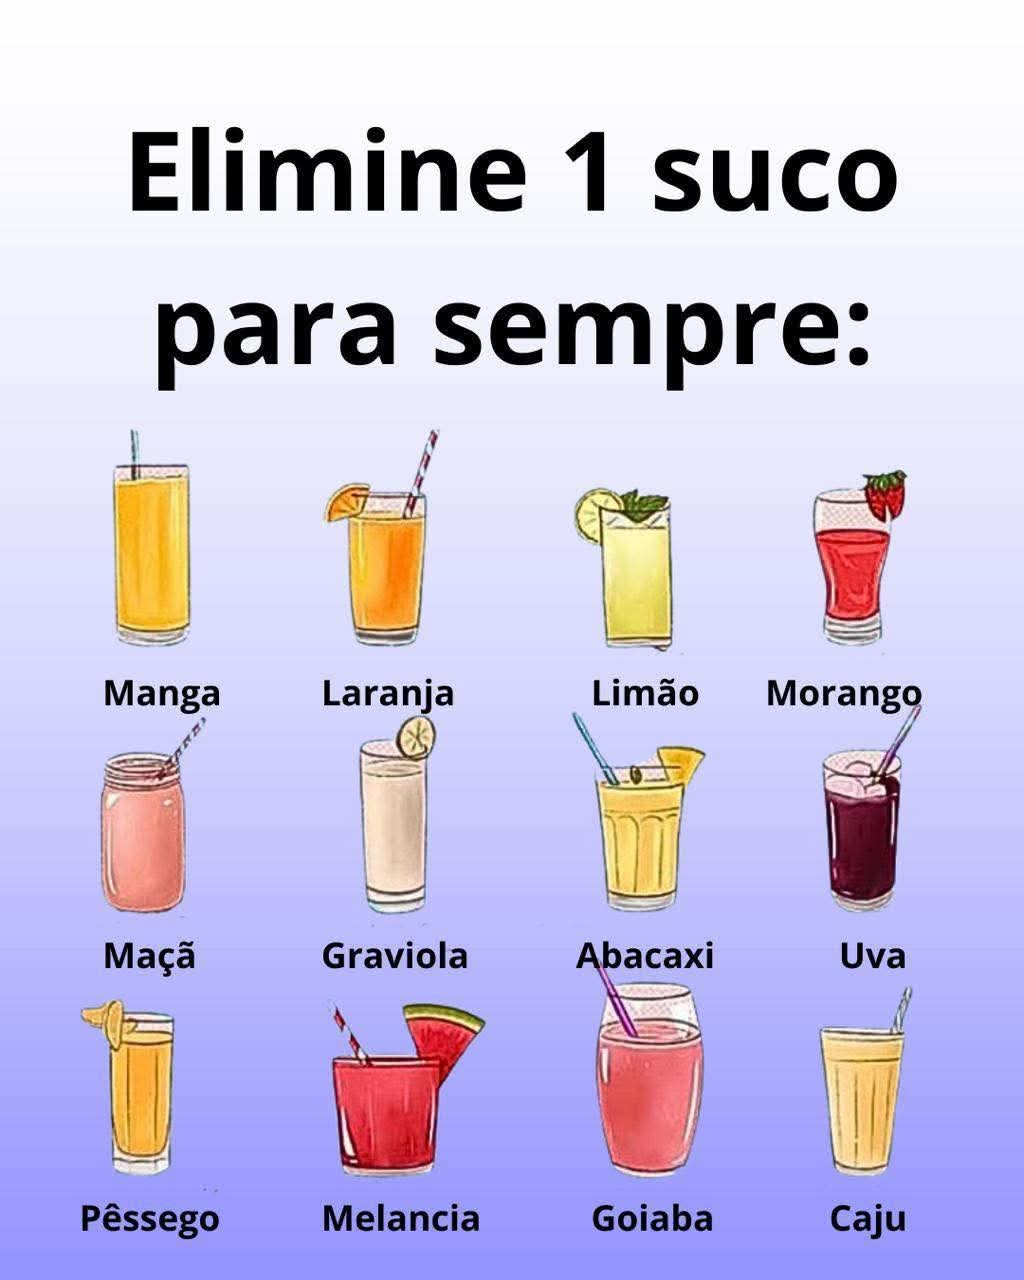 Elimine 1 suco
para sempre:
Manga Laranja Limão Morango
Maçã Graviola Abacaxi Uva
Pêssego Melancia Goiaba Caju